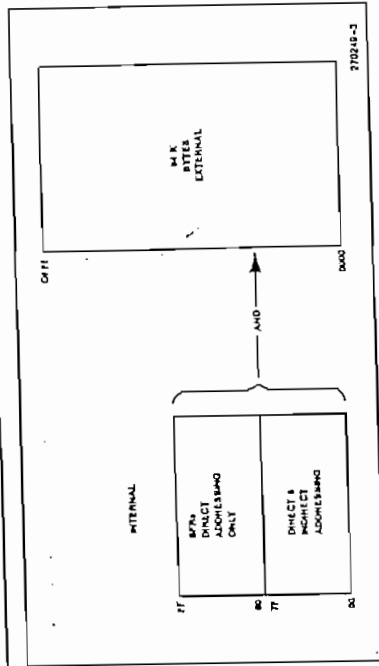 INTERNAL
FF
SFRs
DIRECT
ADDRESSING
ONLY
80
7F
DIRECT &
INDIRECT
ADDRESSING
00
AND
64 K
BYTES
EXTERNAL
0000
270249-3